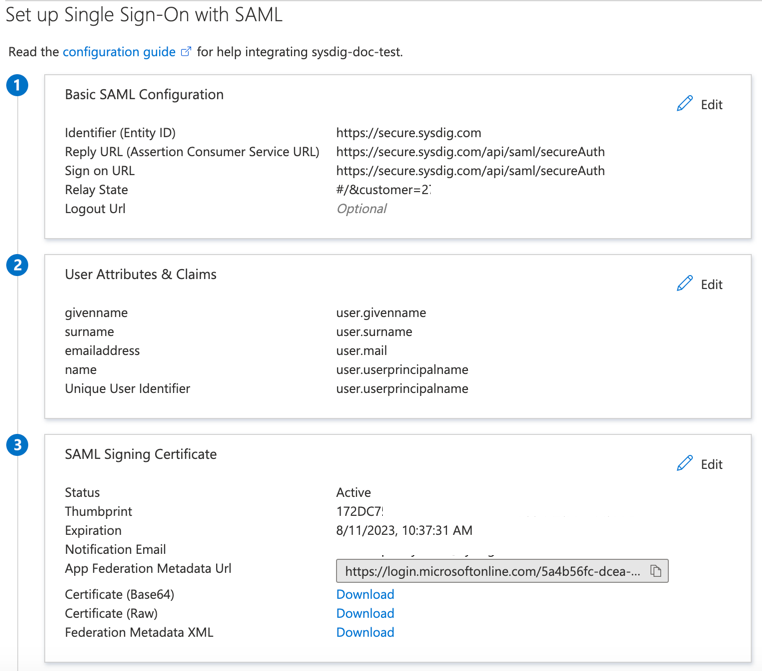 Set up Single Sign-On with SAML
Read the configuration guide for help integrating sysdig-doc-test.
1
Basic SAML Configuration
Edit
Identifier (Entity ID) https://secure.sysdig.com
Reply URL (Assertion Consumer Service URL) https://secure.sysdig.com/api/saml/secureAuth
Sign on URL https://secure.sysdig.com/api/saml/secureAuth
Relay State #/&customer=2
Logout Url Optional
2
User Attributes & Claims
Edit
givenname user.givenname
surname user.surname
emailaddress user.mail
name user.userprincipalname
Unique User Identifier user.userprincipalname
3
SAML Signing Certificate
Edit
Status Active
Thumbprint 172DC7
Expiration 8/11/2023, 10:37:31 AM
Notification Email
App Federation Metadata Url https://login.microsoftonline.com/5a4b56fc-dcea-...
Certificate (Base64) Download
Certificate (Raw) Download
Federation Metadata XML Download